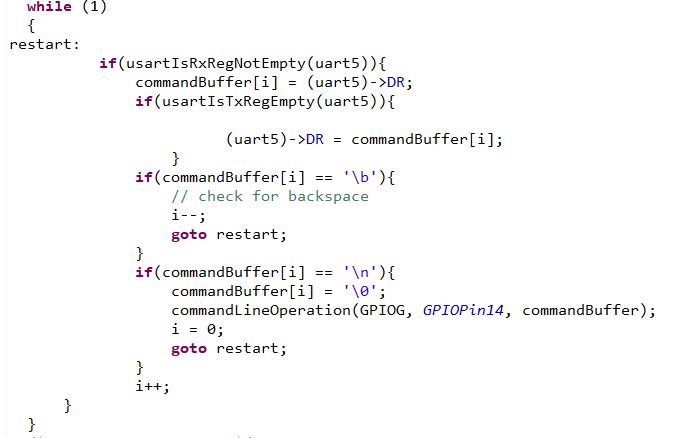 while (1)
{
restart:
if(usartIsRxRegNotEmpty(uart5)){
commandBuffer[i] = (uart5)->DR;
if(usartIsTxRegEmpty(uart5)){
(uart5)->DR = commandBuffer[i];
}
if(commandBuffer[i] == '\b'){
// check for backspace
i--;
goto restart;
}
if(commandBuffer[i] == '\n'){
commandBuffer[i] = '\0';
commandLineOperation(GPIOG, GPIOPin14, commandBuffer);
i = 0;
goto restart;
}
i++;
}
}